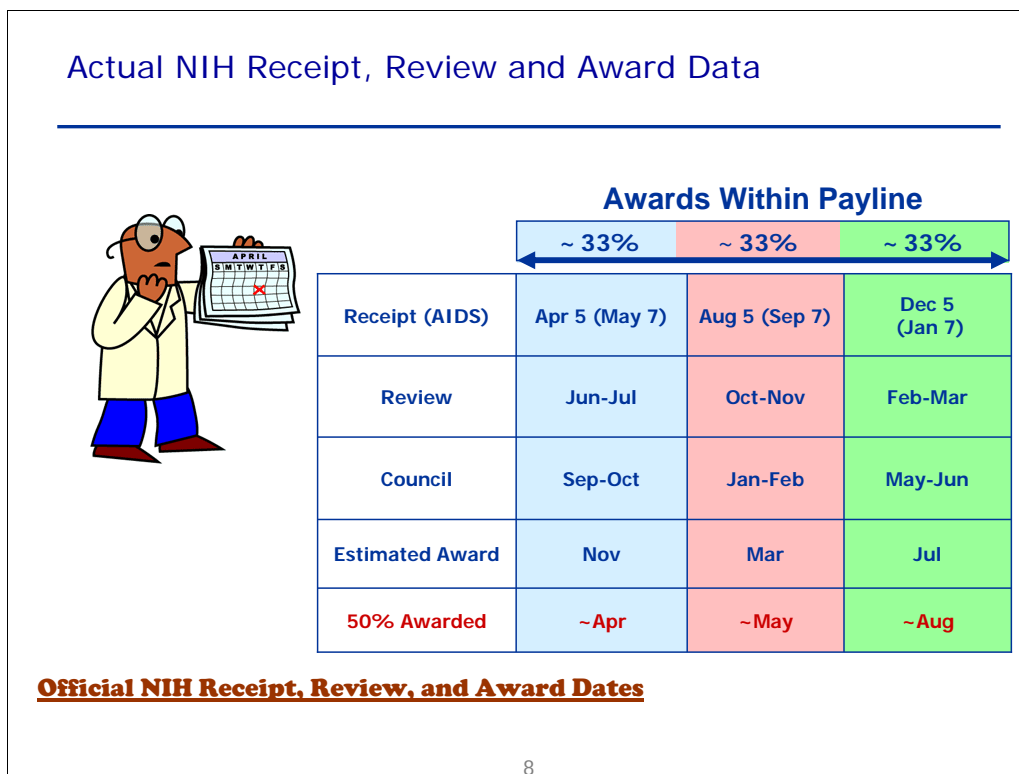 Actual NIH Receipt, Review and Award Data
Awards Within Payline
~ 33% ~ 33% ~ 33%
APRIL
S M T W T F S
Receipt (AIDS) Apr 5 (May 7) Aug 5 (Sep 7) Dec 5
(Jan 7)
Review Jun-Jul Oct-Nov Feb-Mar
Council Sep-Oct Jan-Feb May-Jun
Estimated Award Nov Mar Jul
50% Awarded ~Apr ~May ~Aug
Official NIH Receipt, Review, and Award Dates
8